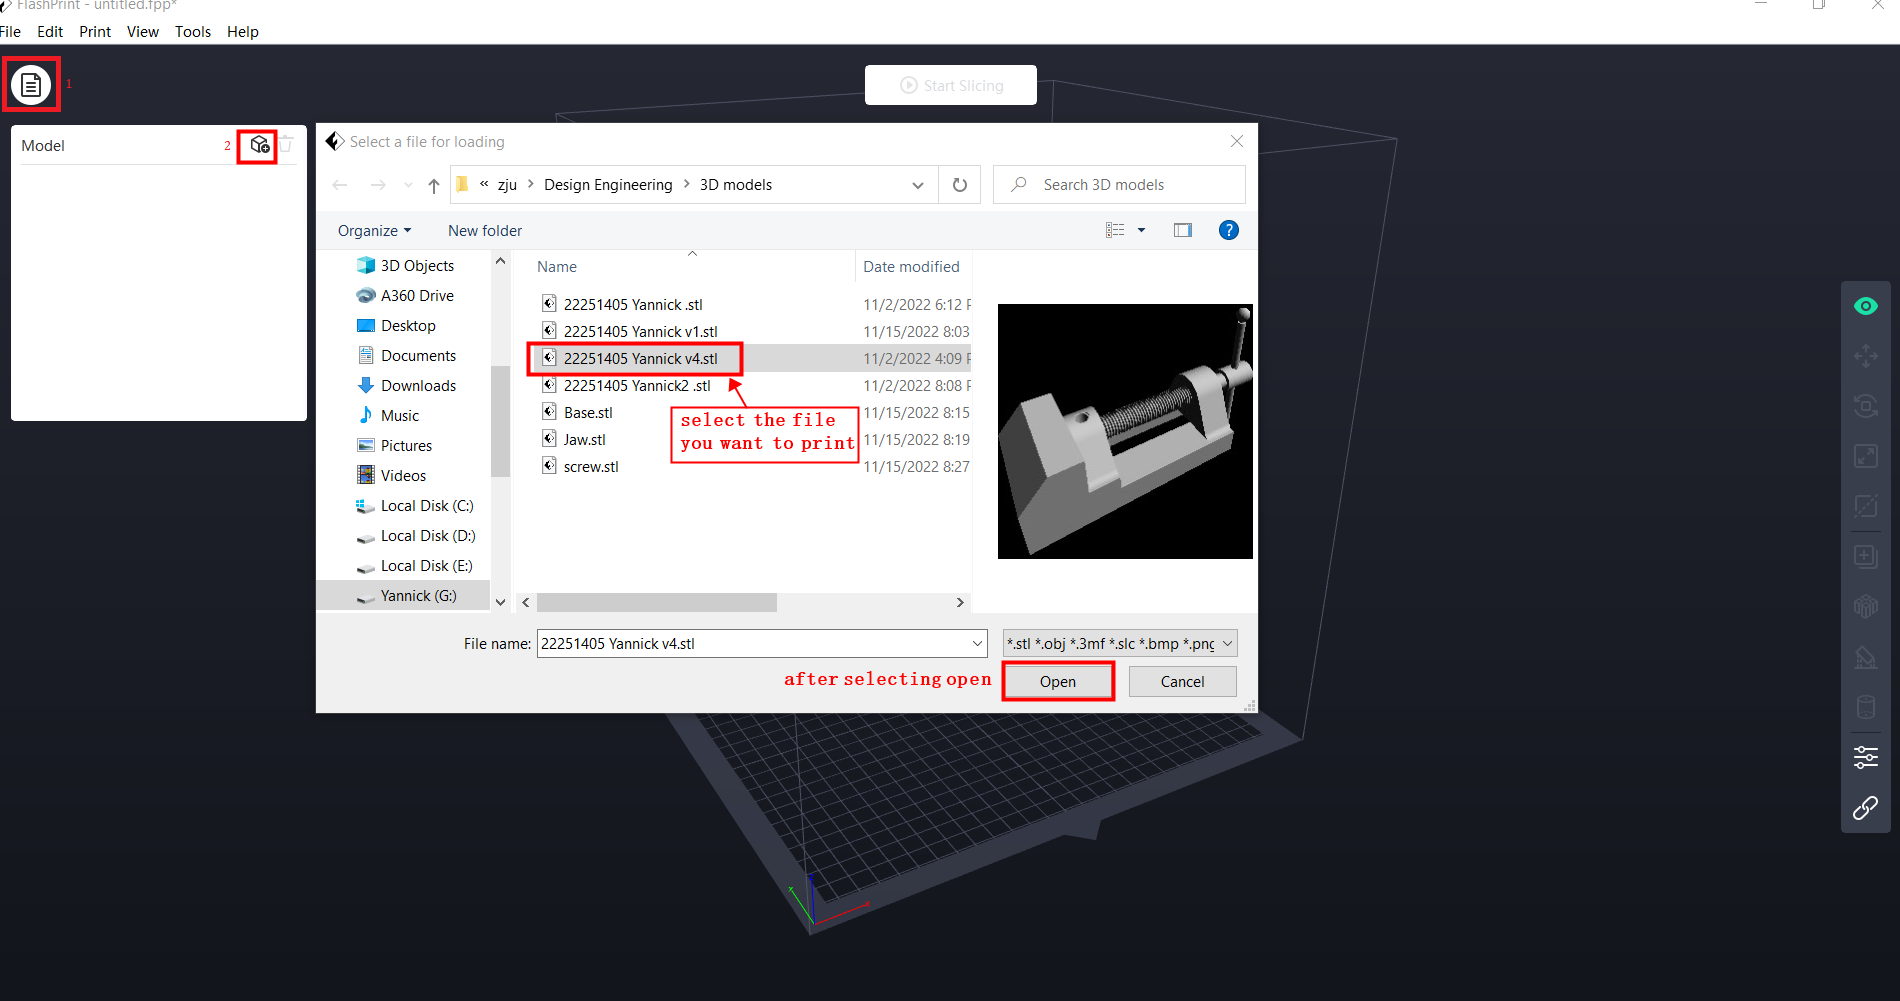 FlashPrint - untitled.fpp*
File Edit Print View Tools Help
1
Start Slicing
Model 2
Select a file for loading
« zju > Design Engineering > 3D models
Search 3D models
Organize New folder
?
3D Objects
A360 Drive
Desktop
Documents
Downloads
Music
Pictures
Videos
Local Disk (C:)
Local Disk (D:)
Local Disk (E:)
Yannick (G:)
Name Date modified
22251405 Yannick .stl 11/2/2022 6:12 P
22251405 Yannick v1.stl 11/15/2022 8:03
22251405 Yannick v4.stl 11/2/2022 4:09 P
22251405 Yannick2 .stl 11/2/2022 8:08 P
Base.stl 11/15/2022 8:15
Jaw.stl 11/15/2022 8:19
screw.stl 11/15/2022 8:27
select the file
you want to print
File name: 22251405 Yannick v4.stl
*.stl *.obj *.3mf *.slc *.bmp *.png
after selecting open
Open Cancel